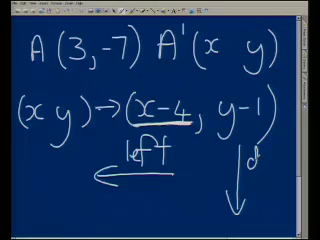 A (3, -7) A' (x y)
(x y) → (x-4, y-1)
left
d